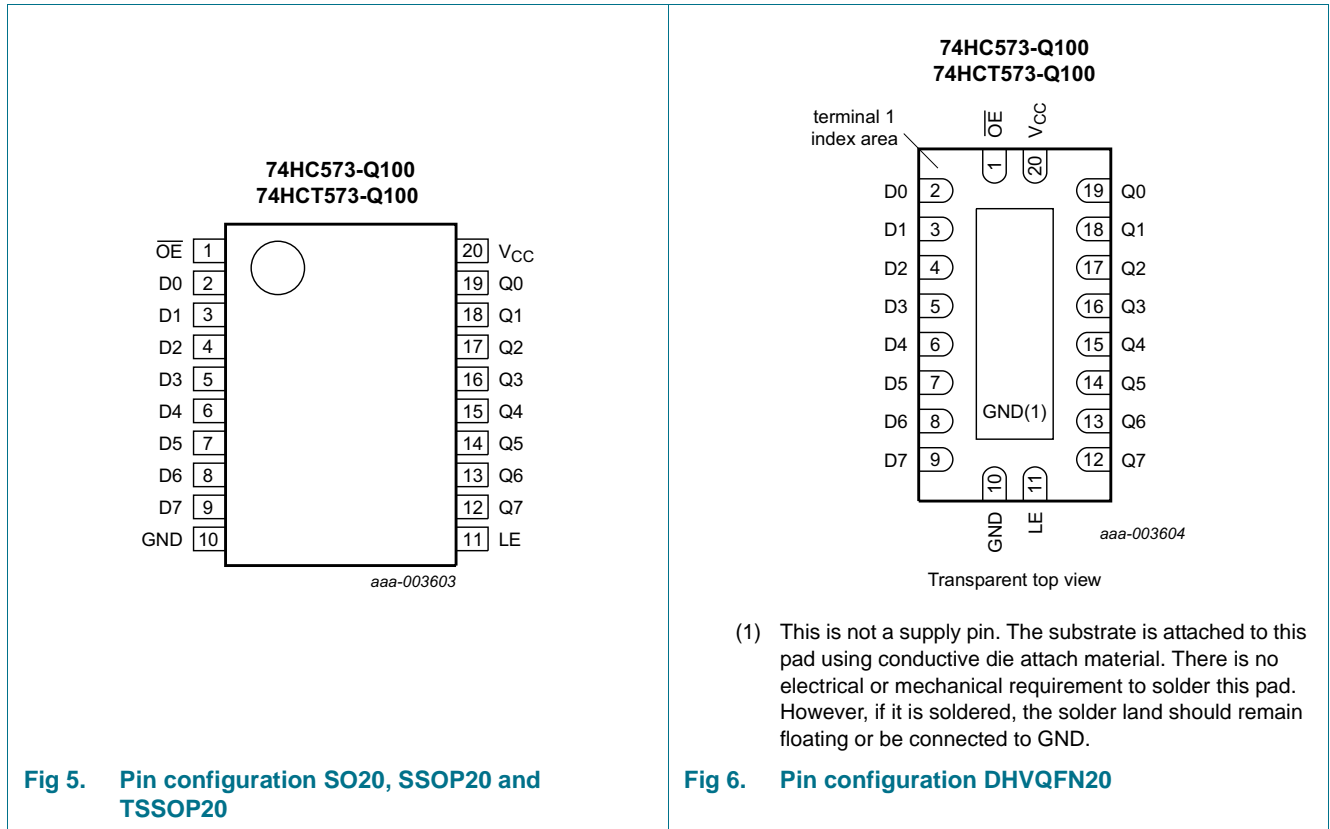 74HC573-Q100
74HCT573-Q100
OE 1
D0 2
D1 3
D2 4
D3 5
D4 6
D5 7
D6 8
D7 9
GND 10
20 VCC
19 Q0
18 Q1
17 Q2
16 Q3
15 Q4
14 Q5
13 Q6
12 Q7
11 LE
aaa-003603
Fig 5. Pin configuration SO20, SSOP20 and
TSSOP20
74HC573-Q100
74HCT573-Q100
terminal 1
index area
OE
VCC
1
20
D0 2
D1 3
D2 4
D3 5
D4 6
D5 7
D6 8
D7 9
19 Q0
18 Q1
17 Q2
16 Q3
15 Q4
14 Q5
13 Q6
12 Q7
GND(1)
10
11
GND
LE
aaa-003604
Transparent top view
(1) This is not a supply pin. The substrate is attached to this
pad using conductive die attach material. There is no
electrical or mechanical requirement to solder this pad.
However, if it is soldered, the solder land should remain
floating or be connected to GND.
Fig 6. Pin configuration DHVQFN20